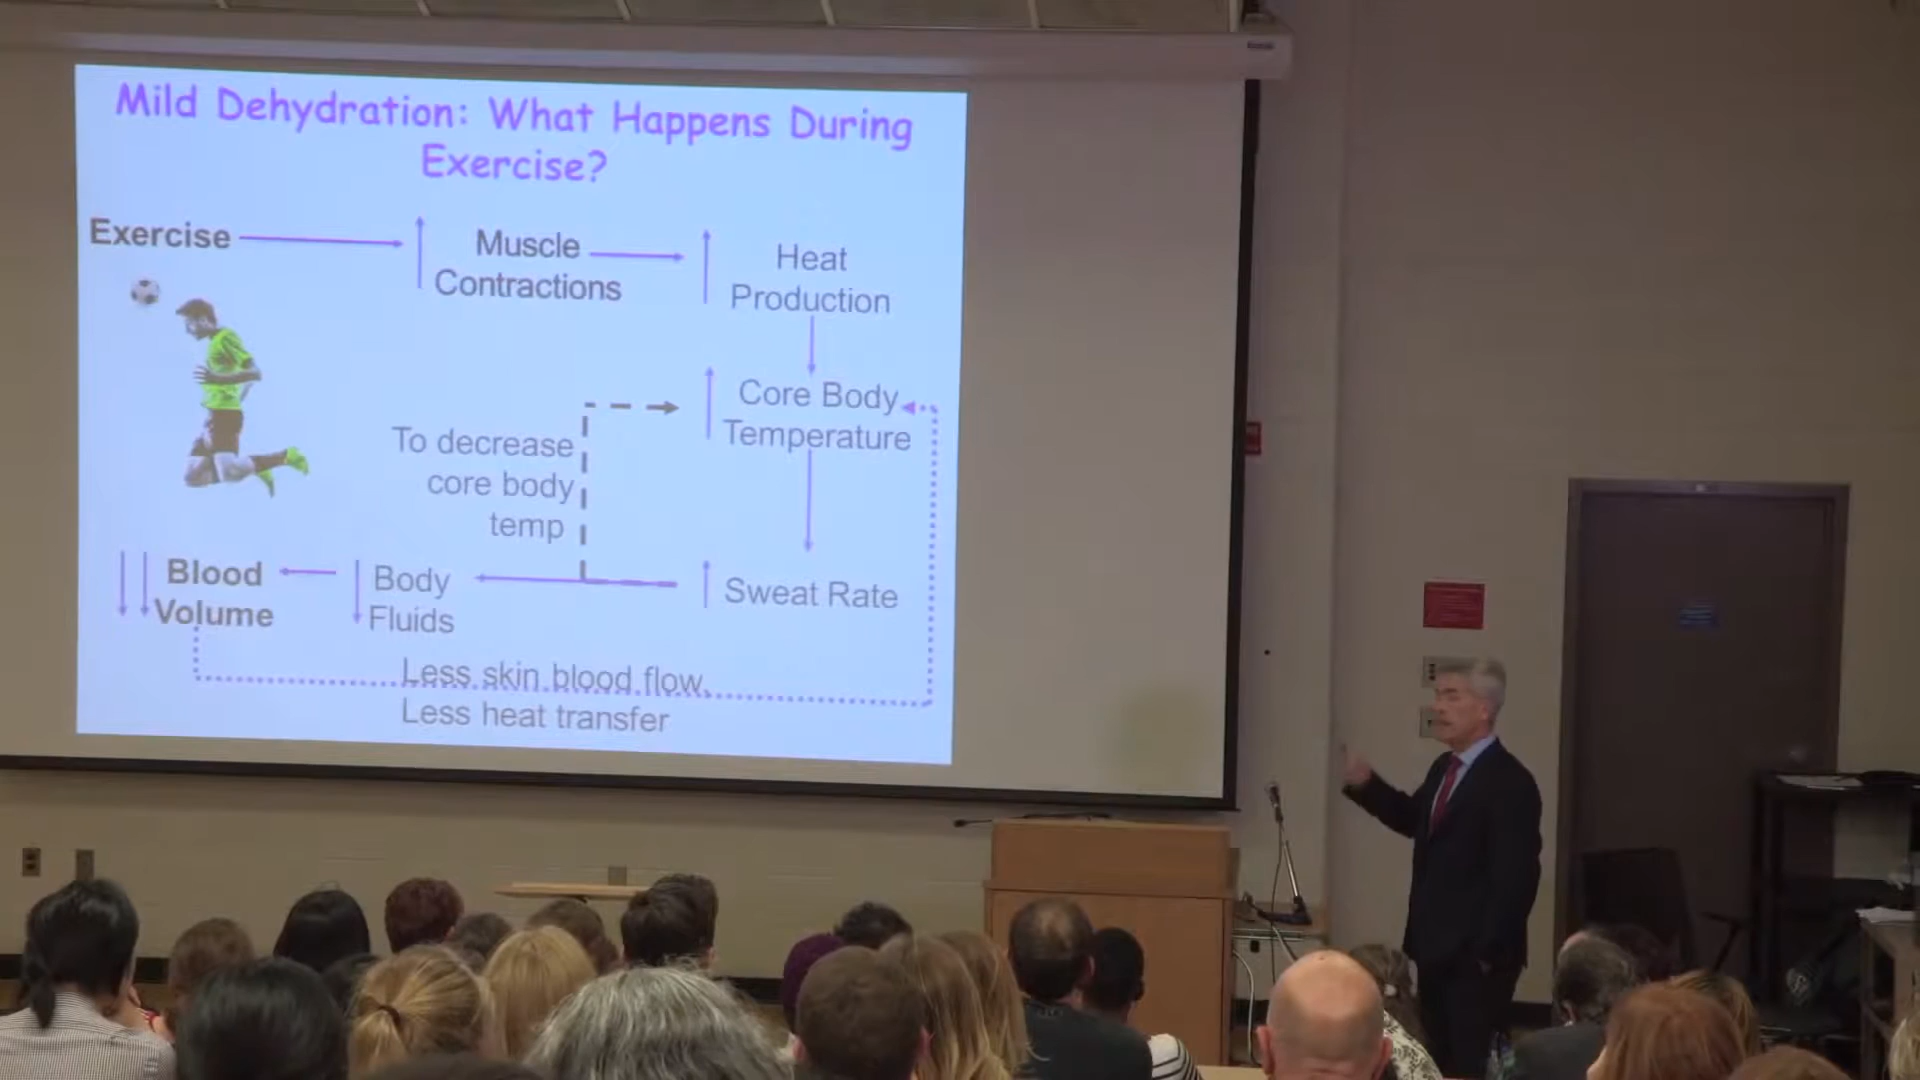 Mild Dehydration: What Happens During
Exercise?
Exercise
Muscle
Contractions
Heat
Production
Core Body
Temperature
To decrease
core body
temp
Blood
Volume
Body
Fluids
Sweat Rate
Less skin blood flow,
Less heat transfer